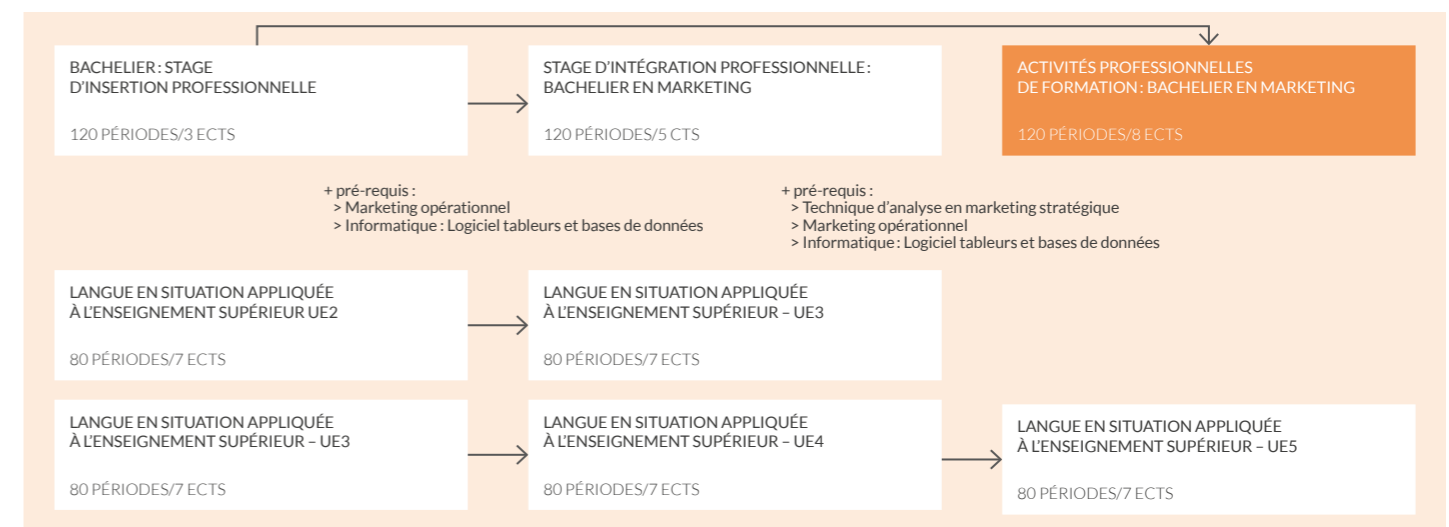 BACHELIER : STAGE
D'INSERTION PROFESSIONNELLE
120 PÉRIODES/3 ECTS
STAGE D'INTÉGRATION PROFESSIONNELLE :
BACHELIER EN MARKETING
120 PÉRIODES/5 CTS
ACTIVITÉS PROFESSIONNELLES
DE FORMATION : BACHELIER EN MARKETING
120 PÉRIODES/8 ECTS
+ pré-requis :
> Marketing opérationnel
> Informatique : Logiciel tableurs et bases de données
+ pré-requis :
> Technique d'analyse en marketing stratégique
> Marketing opérationnel
> Informatique : Logiciel tableurs et bases de données
LANGUE EN SITUATION APPLIQUÉE
À L'ENSEIGNEMENT SUPÉRIEUR UE2
80 PÉRIODES/7 ECTS
LANGUE EN SITUATION APPLIQUÉE
À L'ENSEIGNEMENT SUPÉRIEUR – UE3
80 PÉRIODES/7 ECTS
LANGUE EN SITUATION APPLIQUÉE
À L'ENSEIGNEMENT SUPÉRIEUR – UE3
80 PÉRIODES/7 ECTS
LANGUE EN SITUATION APPLIQUÉE
À L'ENSEIGNEMENT SUPÉRIEUR – UE4
80 PÉRIODES/7 ECTS
LANGUE EN SITUATION APPLIQUÉE
À L'ENSEIGNEMENT SUPÉRIEUR – UE5
80 PÉRIODES/7 ECTS